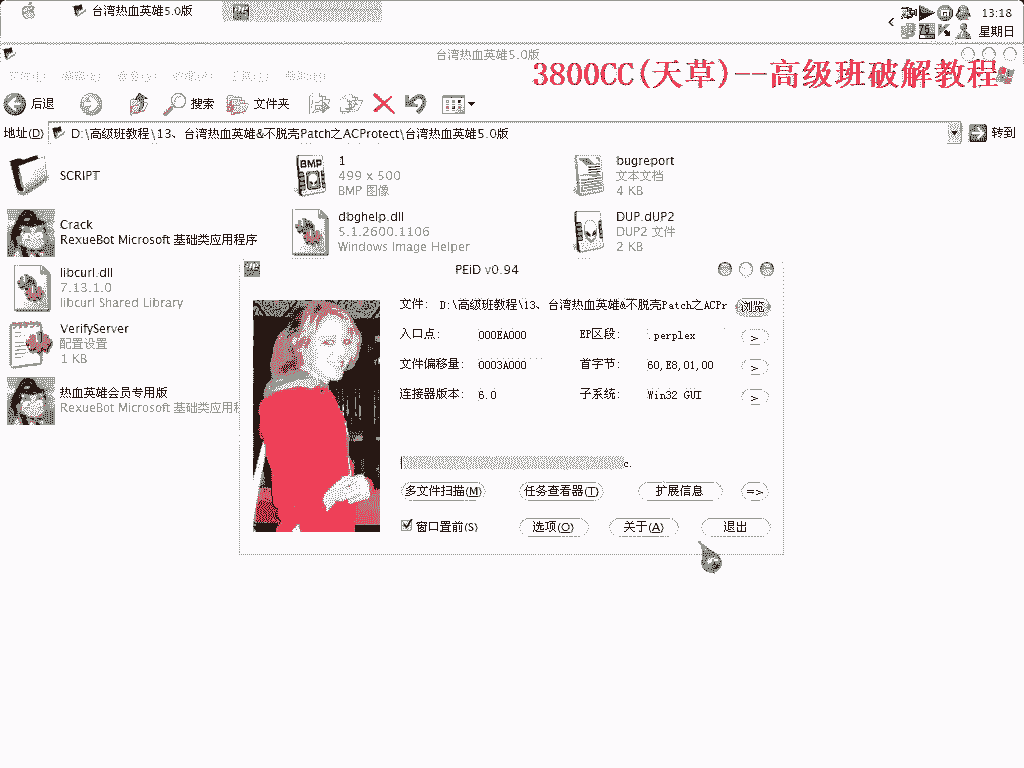 台湾热血英雄5.0版
13:18
星期日
台湾热血英雄5.0版
3800CC(天草)--高级班破解教程
后退
搜索
文件夹
地址(D)
D:\高级班教程\13、台湾热血英雄&不脱壳Patch之ACProtect\台湾热血英雄5.0版
转到
SCRIPT
1
499 x 500
BMP 图像
bugreport
文本文档
4 KB
Crack
RexueBot Microsoft 基础类应用程序
dbghelp.dll
5.1.2600.1106
Windows Image Helper
DUP.dUP2
DUP2 文件
2 KB
libcurl.dll
7.13.1.0
libcurl Shared Library
VerifyServer
配置设置
1 KB
热血英雄会员专用版
RexueBot Microsoft 基础类应用程
PEiD v0.94
文件: D:\高级班教程\13、台湾热血英雄&不脱壳Patch之ACPr
浏览
入口点: 000EA000
EP区段: .perplex
>
文件偏移量: 0003A000
首字节: 60,E8,01,00
>
连接器版本: 6.0
子系统: Win32 GUI
>
c.
多文件扫描(M)
任务查看器(T)
扩展信息
=>
窗口置前(S)
选项(O)
关于(A)
退出